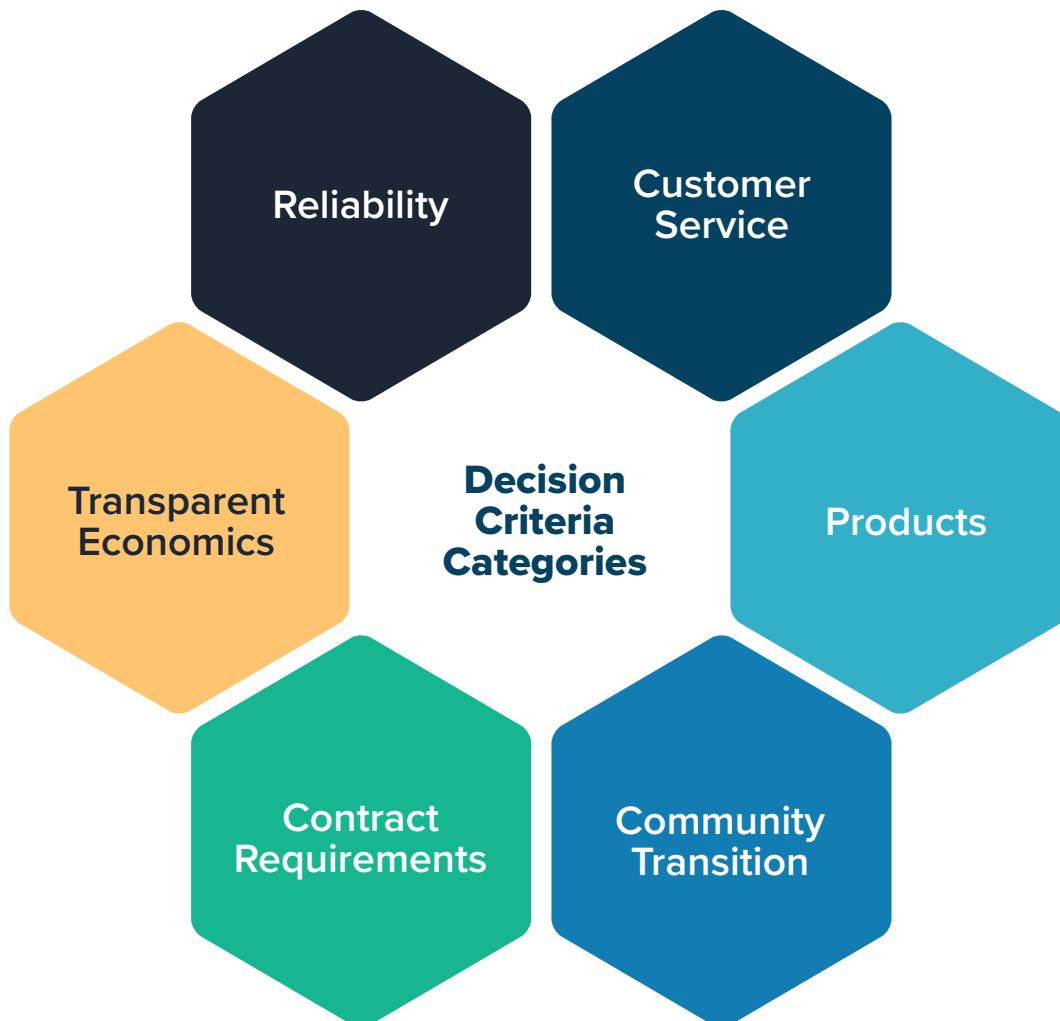 Reliability
Customer
Service
Transparent
Economics
Decision
Criteria
Categories
Products
Contract
Requirements
Community
Transition